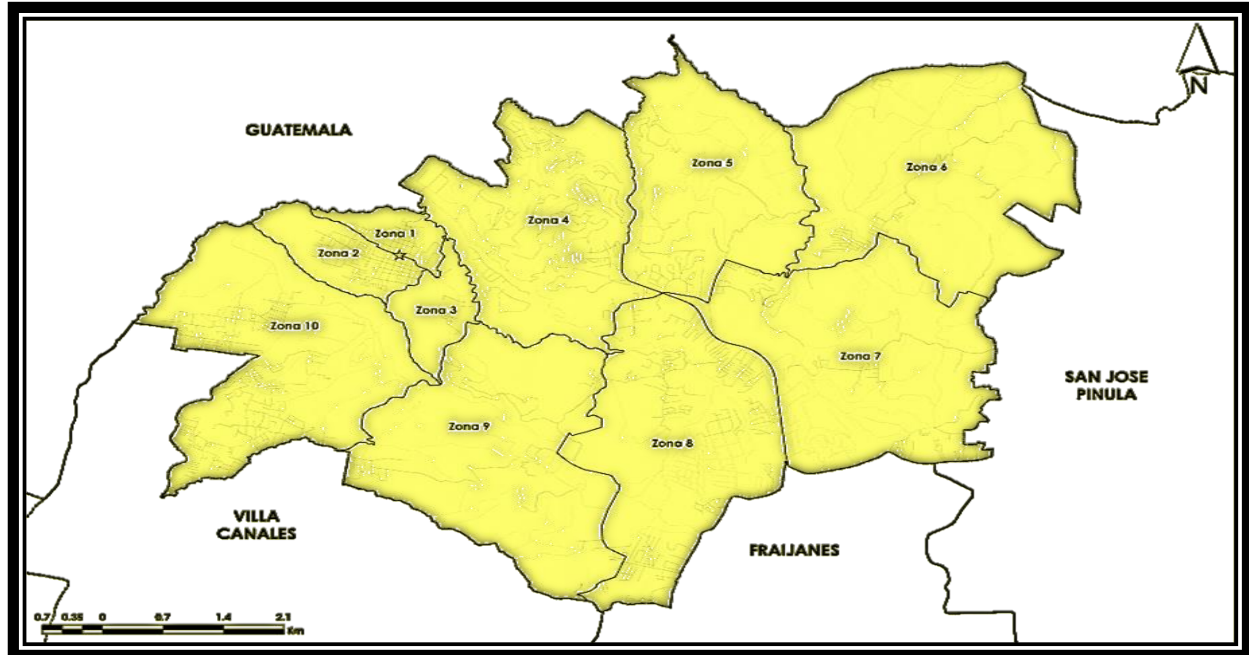 N
GUATEMALA
Zona 5
Zona 6
Zona 4
Zona 1
Zona 2
Zona 3
Zona 10
Zona 7
SAN JOSE
PINULA
Zona 9
Zona 8
VILLA
CANALES
FRAIJANES
0.7 0.35 0 0.7 1.4 2.1
Km